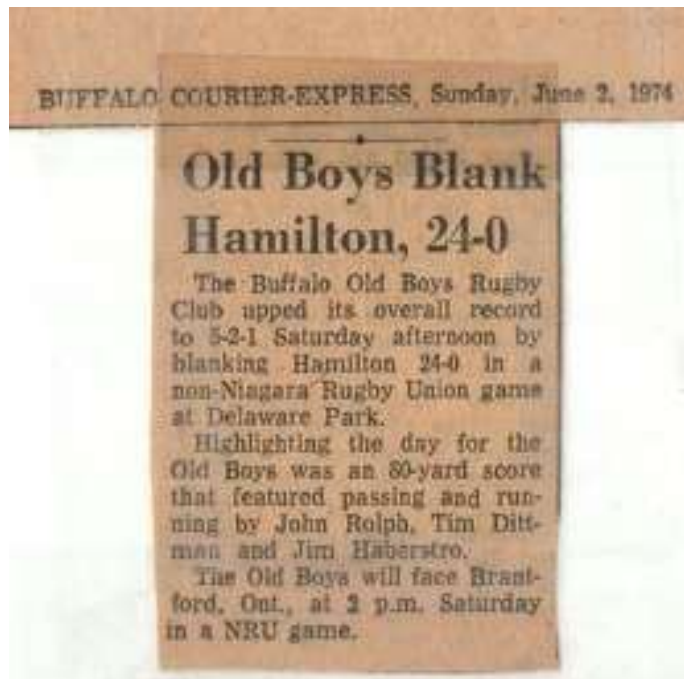 BUFFALO COURIER-EXPRESS, Sunday, June 2, 1974
Old Boys Blank
Hamilton, 24-0
The Buffalo Old Boys Rugby
Club upped its overall record
to 5-2-1 Saturday afternoon by
blanking Hamilton 24-0 in a
non-Niagara Rugby Union game
at Delaware Park.
Highlighting the day for the
Old Boys was an 80-yard score
that featured passing and run-
ning by John Rolph, Tim Ditt-
man and Jim Haberstro.
The Old Boys will face Brant-
ford, Ont., at 2 p.m. Saturday
in a NRU game.